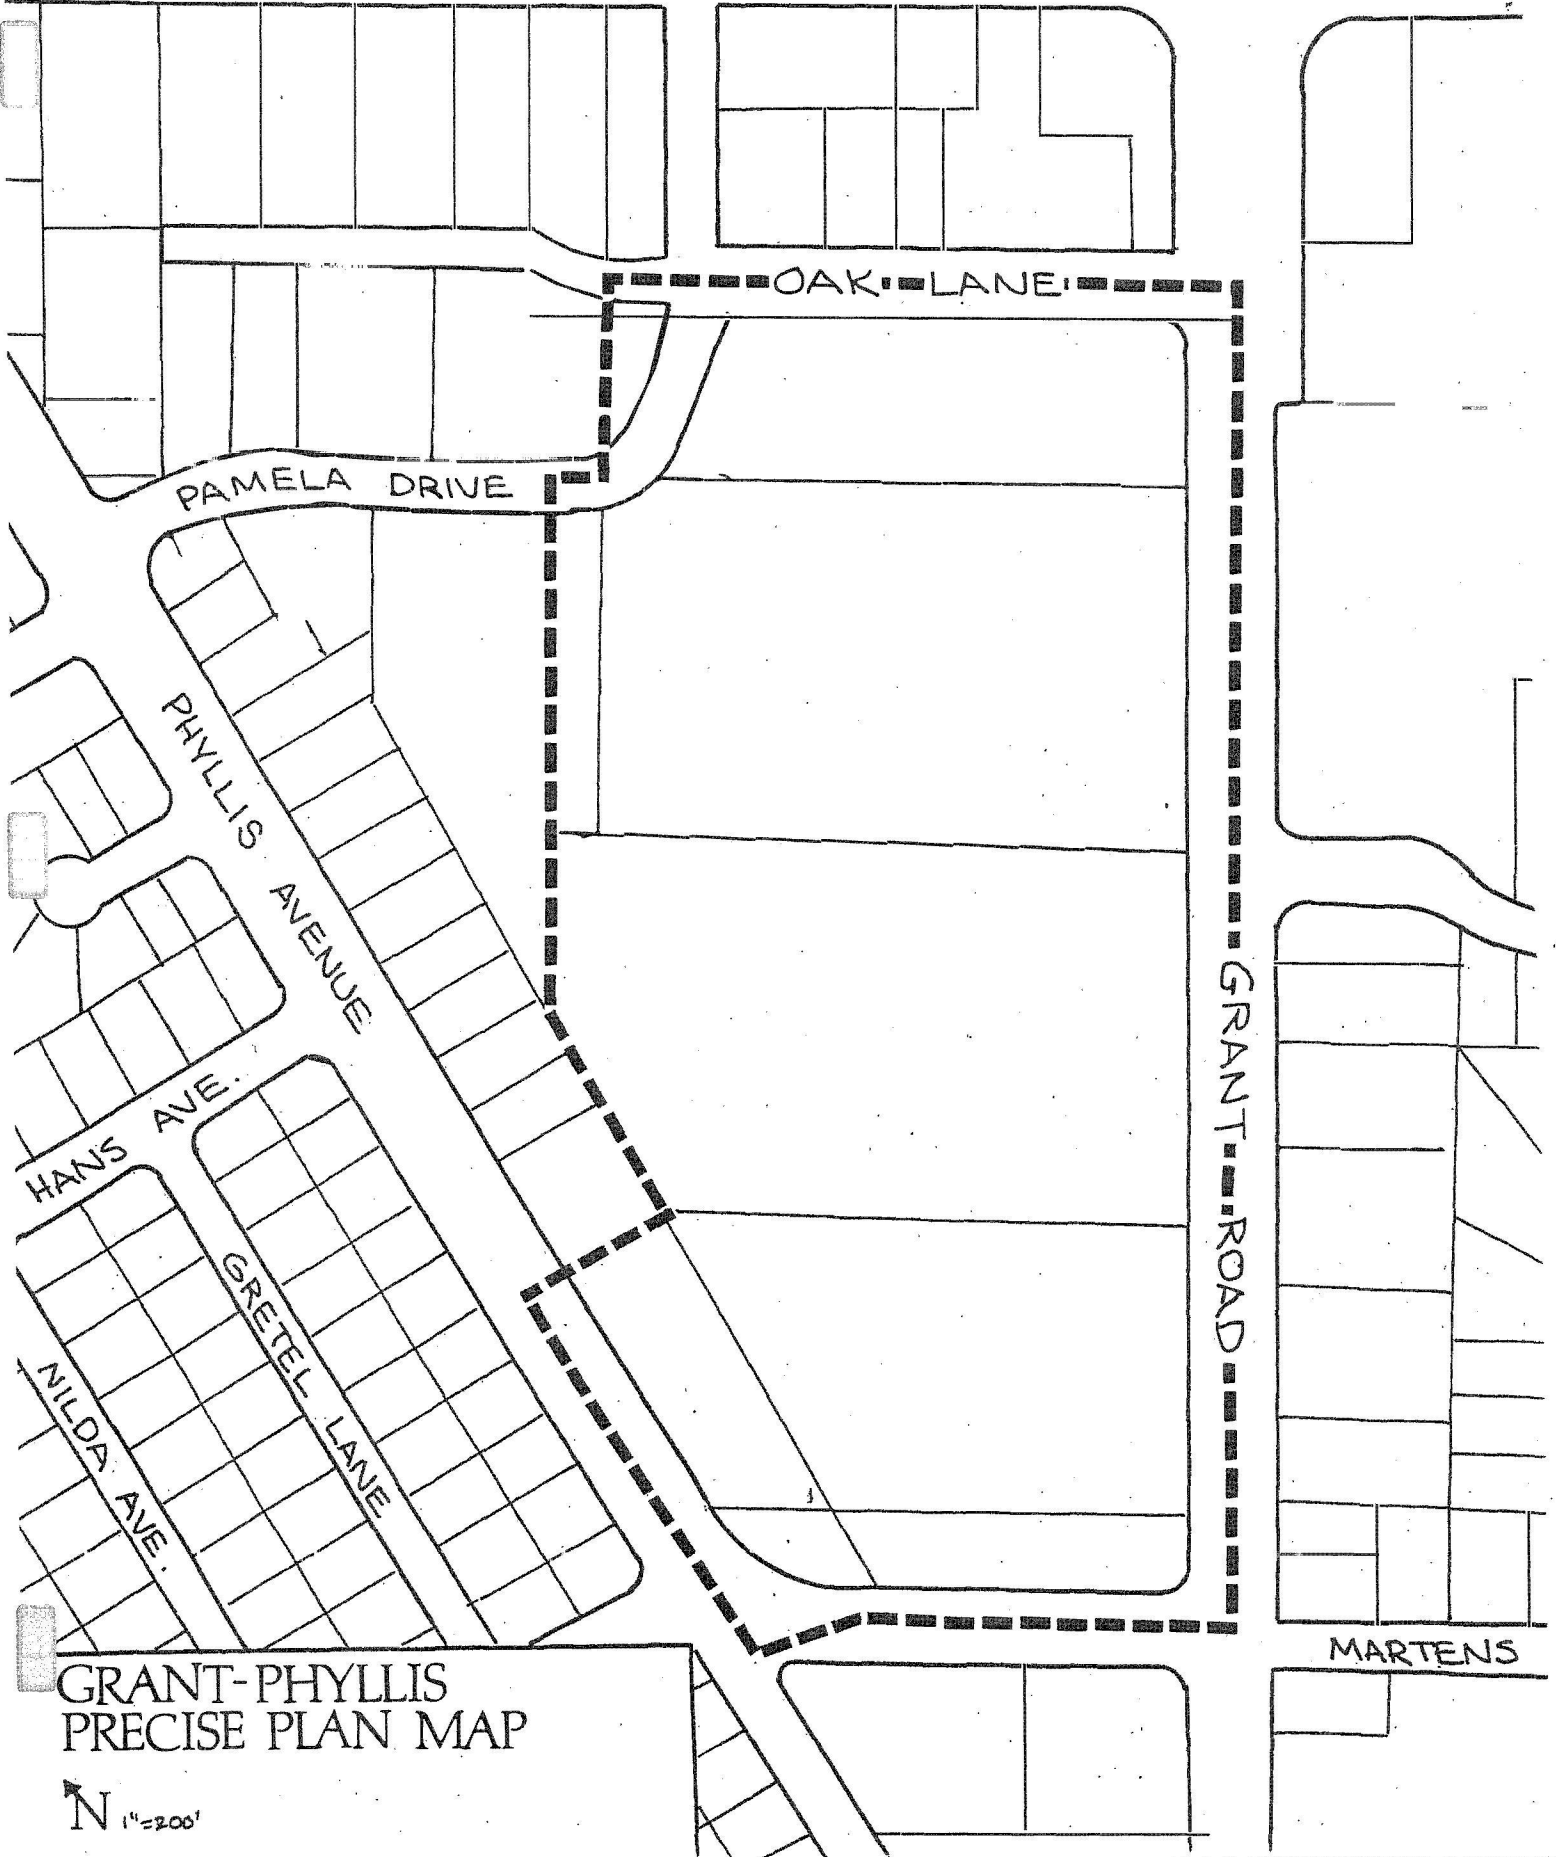 OAK LANE
PAMELA DRIVE
PHYLLIS AVENUE
GRANT ROAD
HANS AVE.
GRETEL LANE
NILDA AVE.
MARTENS
GRANT-PHYLLIS
PRECISE PLAN MAP
N 1"=200'